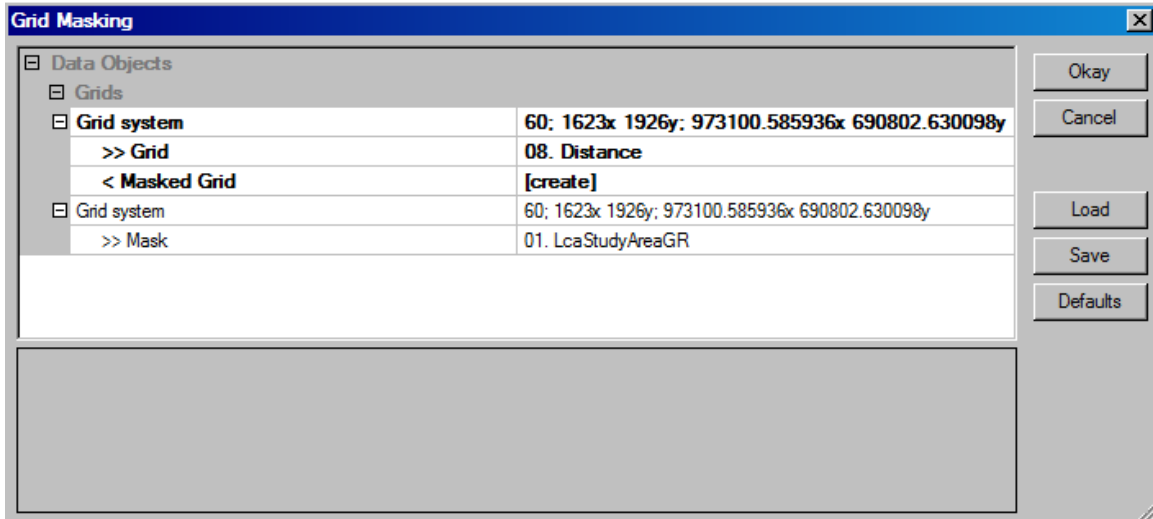 Grid Masking
Data Objects
Okay
Grids
Grid system 60; 1623x 1926y; 973100.585936x 690802.630098y
Cancel
>> Grid 08. Distance
< Masked Grid [create]
Grid system 60; 1623x 1926y; 973100.585936x 690802.630098y
Load
>> Mask 01. LcaStudyAreaGR
Save
Defaults